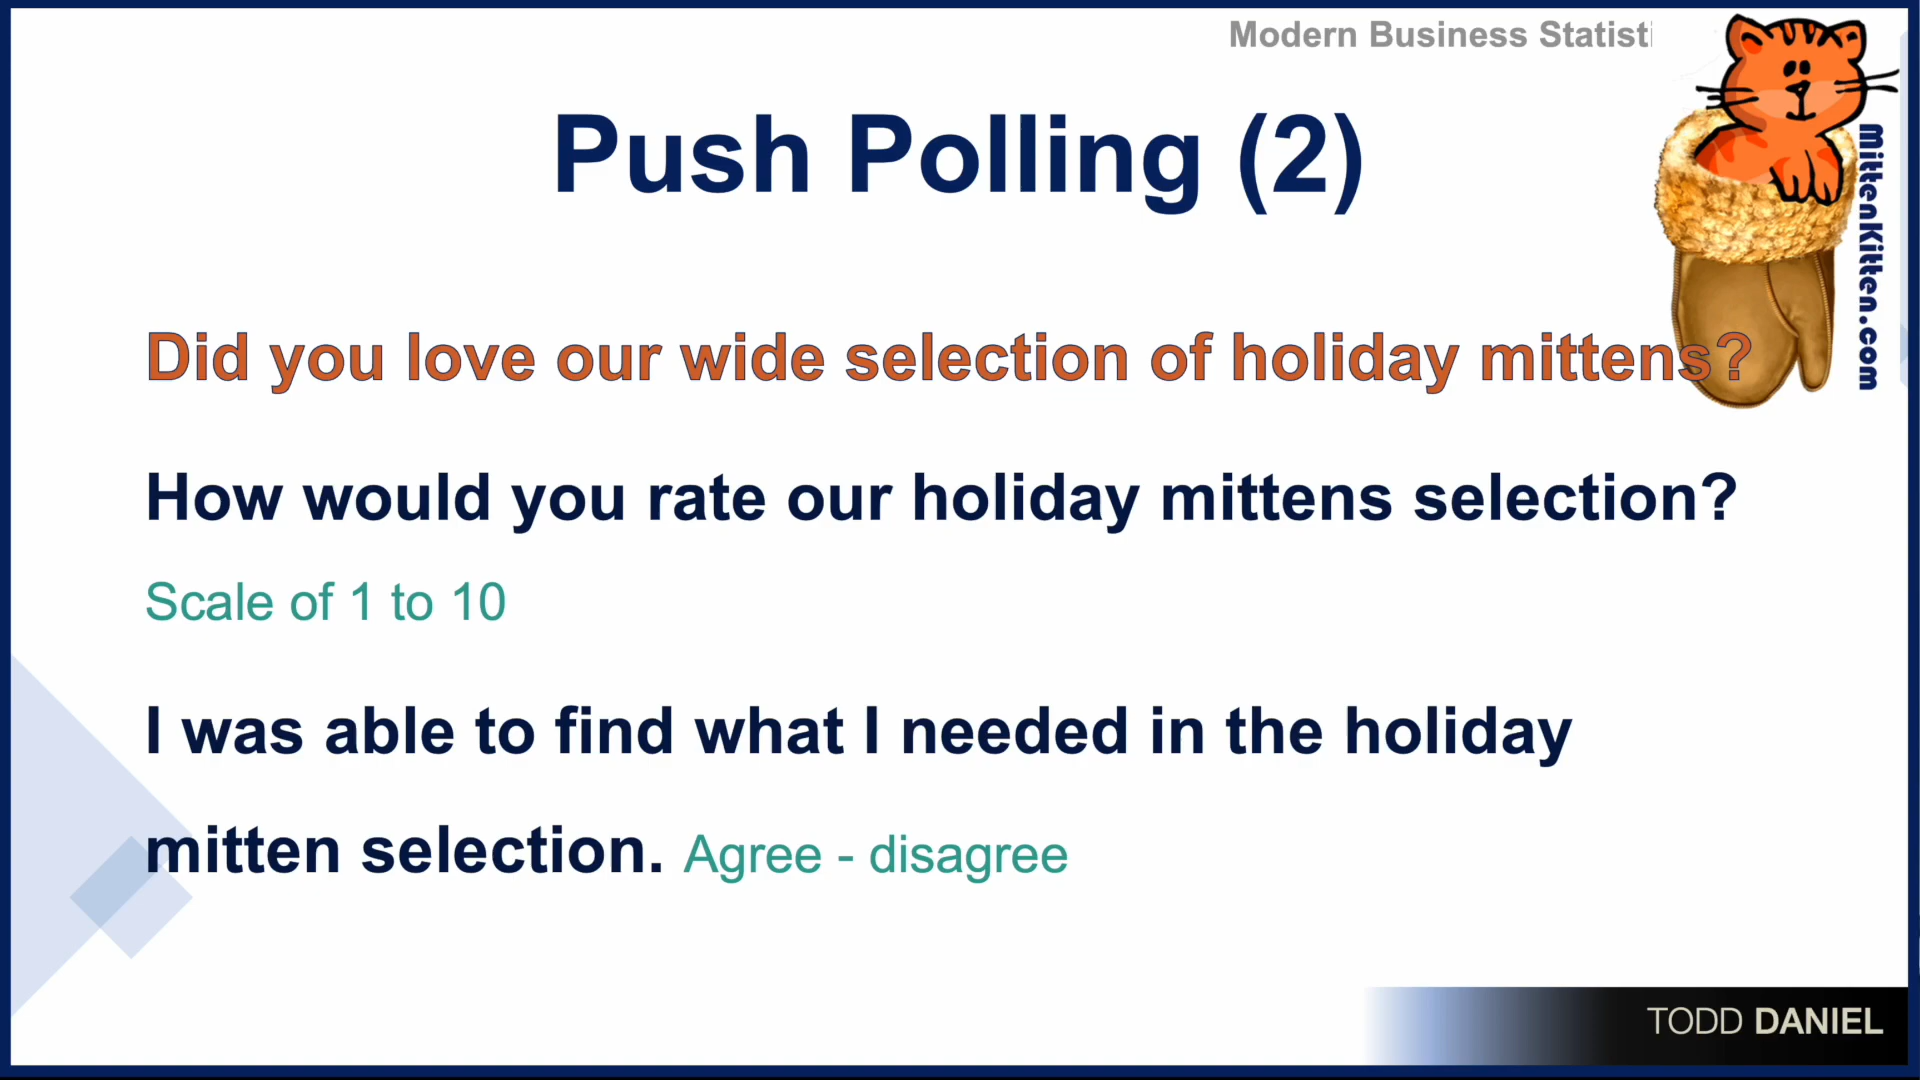 Modern Business Statisti
Push Polling (2)
MittenKitten.com
Did you love our wide selection of holiday mittens?
How would you rate our holiday mittens selection?
Scale of 1 to 10
I was able to find what I needed in the holiday
mitten selection. Agree - disagree
TODD DANIEL